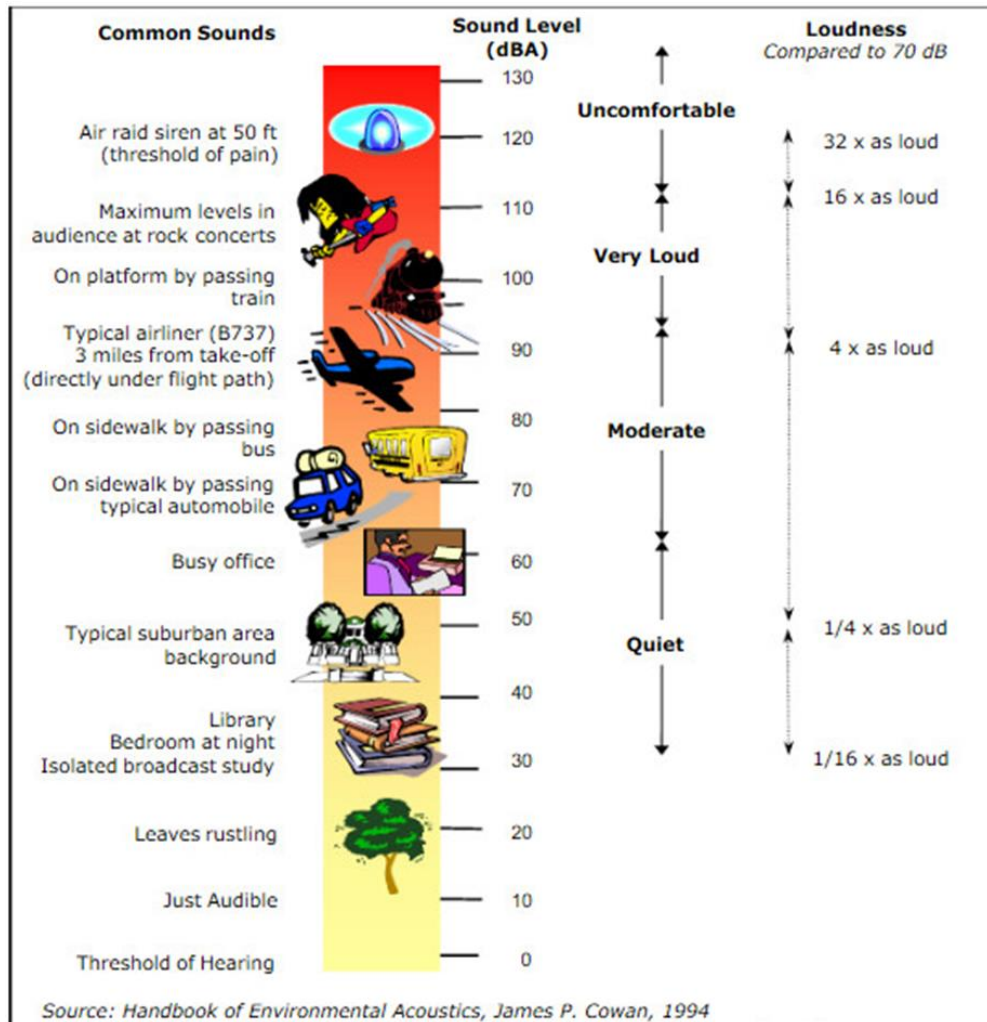 Common Sounds
Sound Level
(dBA)
Loudness
Compared to 70 dB
130
Uncomfortable
Air raid siren at 50 ft
(threshold of pain)
120
32 x as loud
16 x as loud
Maximum levels in
audience at rock concerts
110
Very Loud
On platform by passing
train
100
Typical airliner (B737)
3 miles from take-off
(directly under flight path)
90
4 x as loud
On sidewalk by passing
bus
80
Moderate
On sidewalk by passing
typical automobile
70
Busy office
60
Typical suburban area
background
50
1/4 x as loud
Quiet
40
Library
Bedroom at night
Isolated broadcast study
30
1/16 x as loud
Leaves rustling
20
Just Audible
10
Threshold of Hearing
0
Source: Handbook of Environmental Acoustics, James P. Cowan, 1994